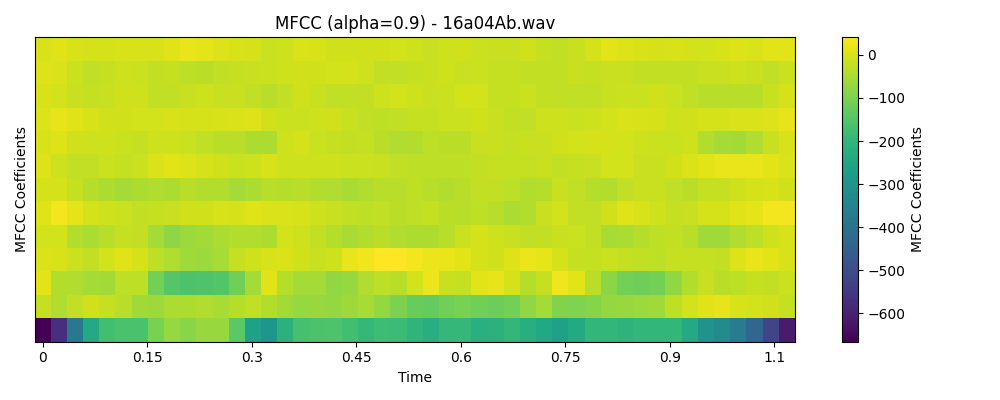 MFCC (alpha=0.9) - 16a04Ab.wav
MFCC Coefficients
0 0.15 0.3 0.45 0.6 0.75 0.9 1.1
Time
0
−100
−200
−300
−400
−500
−600
MFCC Coefficients